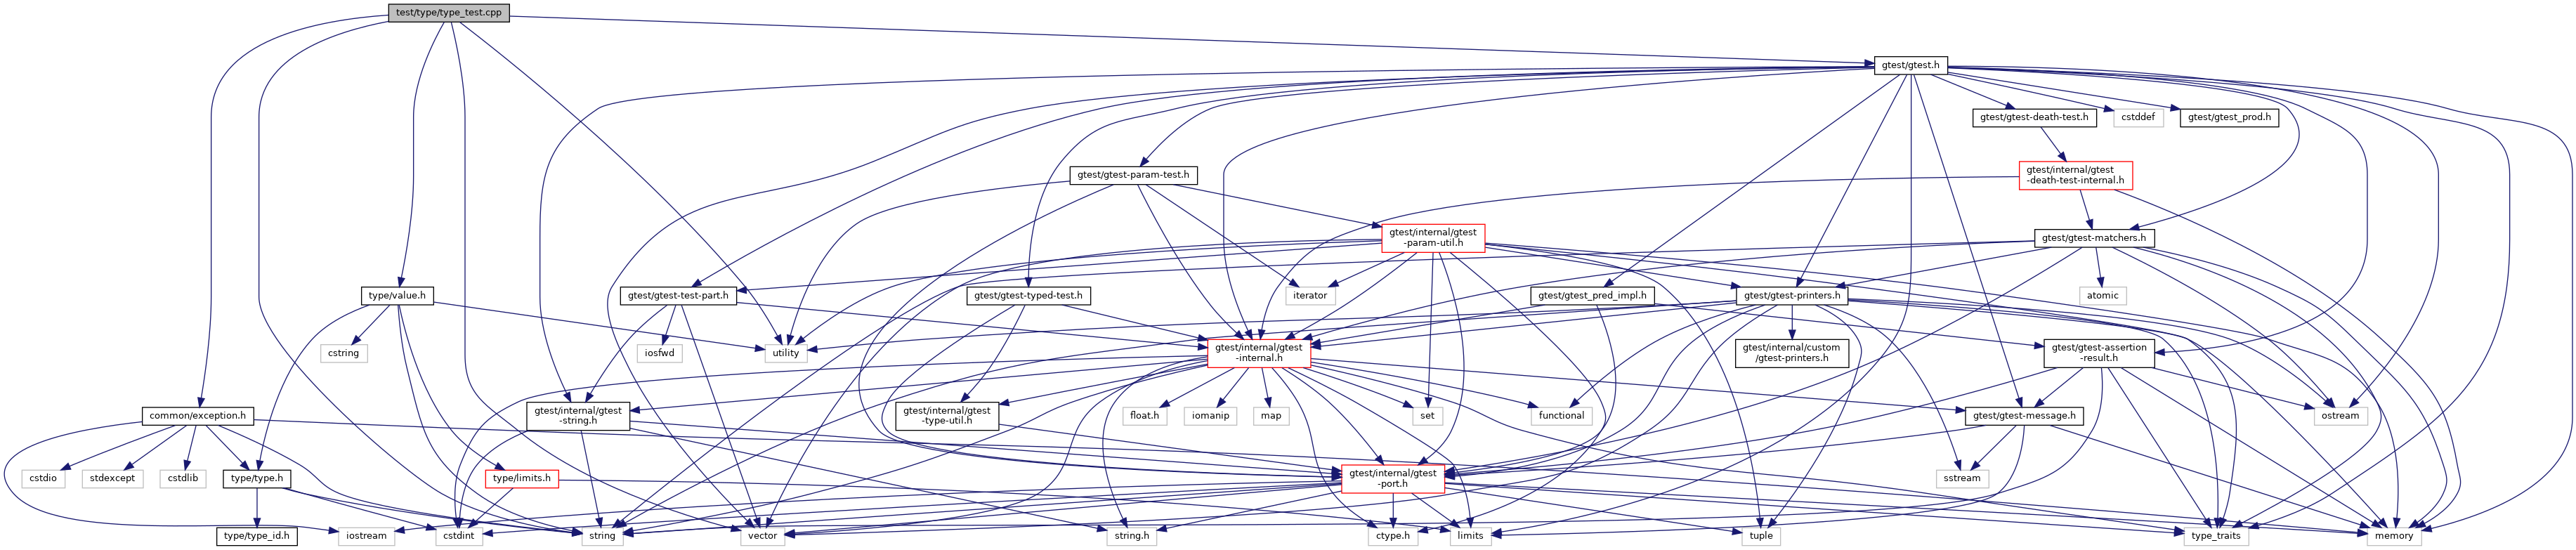 test/type/type_test.cpp
gtest/gtest.h
gtest/gtest-death-test.h
cstddef
gtest/gtest_prod.h
gtest/gtest-param-test.h
gtest/internal/gtest
-death-test-internal.h
gtest/internal/gtest
-param-util.h
gtest/gtest-matchers.h
type/value.h
gtest/gtest-test-part.h
gtest/gtest-typed-test.h
iterator
gtest/gtest_pred_impl.h
gtest/gtest-printers.h
atomic
cstring
iosfwd
utility
gtest/internal/gtest
-internal.h
gtest/internal/custom
/gtest-printers.h
gtest/gtest-assertion
-result.h
common/exception.h
gtest/internal/gtest
-string.h
gtest/internal/gtest
-type-util.h
float.h
iomanip
map
set
functional
gtest/gtest-message.h
ostream
cstdio
stdexcept
cstdlib
type/type.h
type/limits.h
gtest/internal/gtest
-port.h
sstream
type/type_id.h
iostream
cstdint
string
vector
string.h
ctype.h
limits
tuple
type_traits
memory